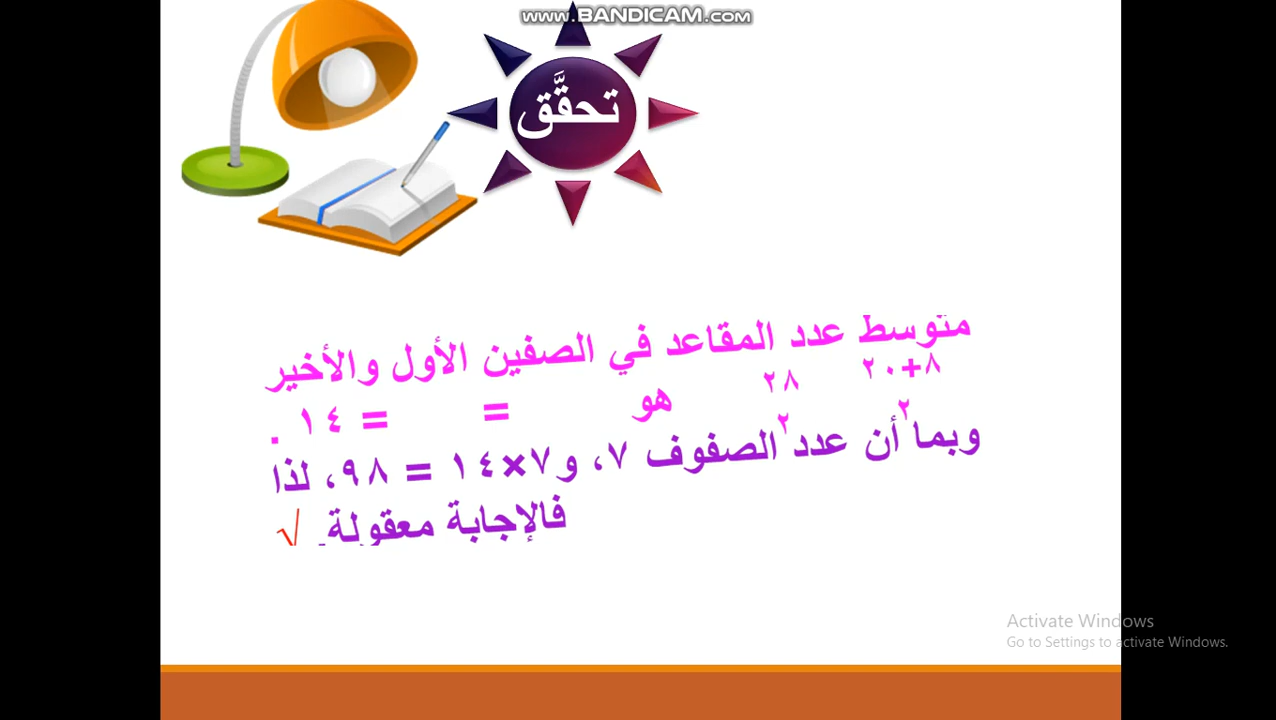 www.BANDICAM.com
تحقَّق
متوسط عدد المقاعد في الصفين الأول والأخير
٢٠+٨
٢٨
هو = = ١٤ .
٢
٢
وبما أن عدد الصفوف ٧، و٧×١٤ = ٩٨، لذا
فالإجابة معقولة. √
Activate Windows
Go to Settings to activate Windows.